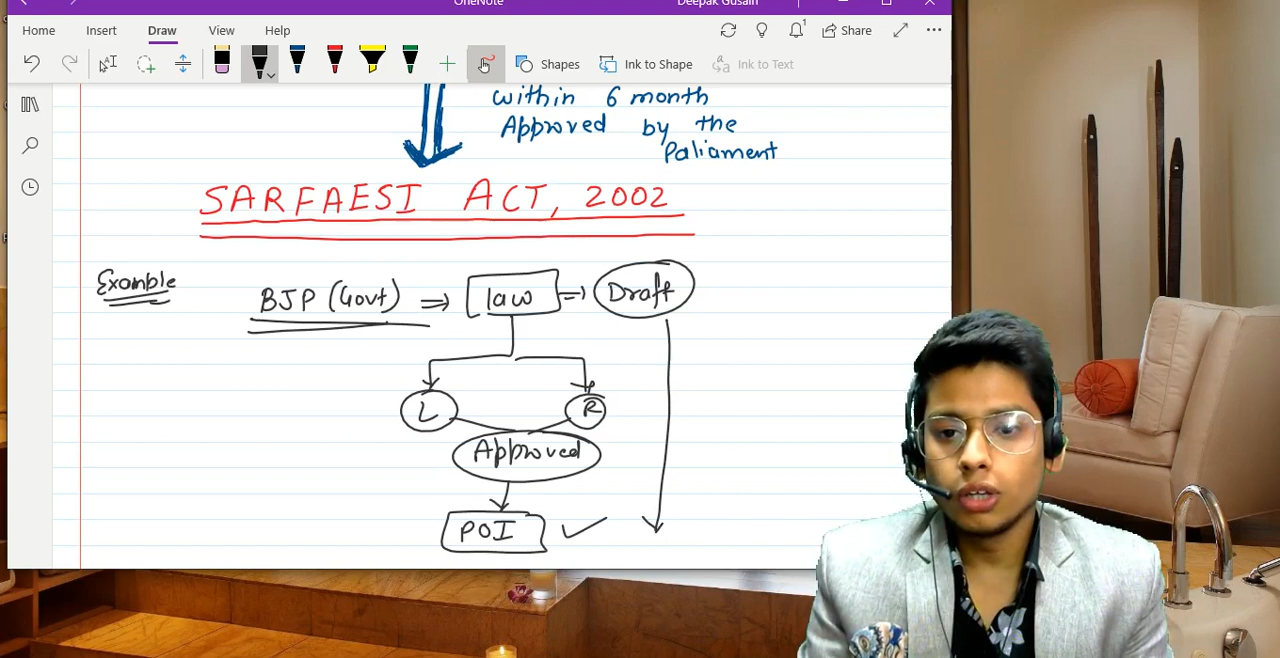 OneNote
Deepak Gusain
Home Insert Draw View Help
1 Share
Shapes Ink to Shape Ink to Text
within 6 month
Approved by the
Paliament
SARFAESI ACT, 2002
Example
BJP (Govt) ⇒ law ⇒ Draft
L R
Approved
POI ✓